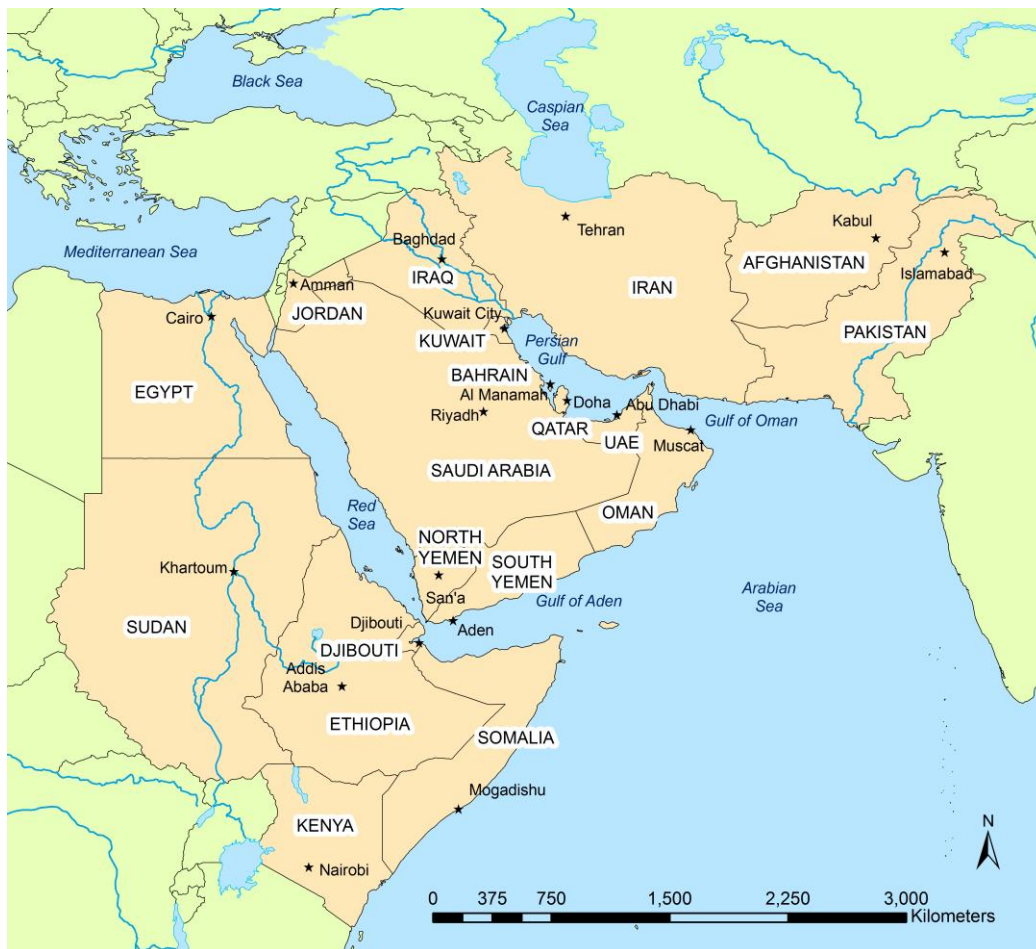 Black Sea
Caspian
Sea
Mediterranean Sea
Tehran
Kabul
Baghdad
AFGHANISTAN
Islamabad
IRAQ
Amman
IRAN
JORDAN
Cairo
Kuwait City
KUWAIT
PAKISTAN
Persian
Gulf
BAHRAIN
EGYPT
Al Manamah
Doha
Abu Dhabi
Riyadh
Gulf of Oman
QATAR
UAE
Muscat
SAUDI ARABIA
Red
Sea
OMAN
NORTH
YEMEN
SOUTH
YEMEN
Khartoum
San'a
Gulf of Aden
Arabian
Sea
SUDAN
Djibouti
Aden
DJIBOUTI
Addis
Ababa
ETHIOPIA
SOMALIA
Mogadishu
KENYA
Nairobi
N
0 375 750 1,500 2,250 3,000
Kilometers